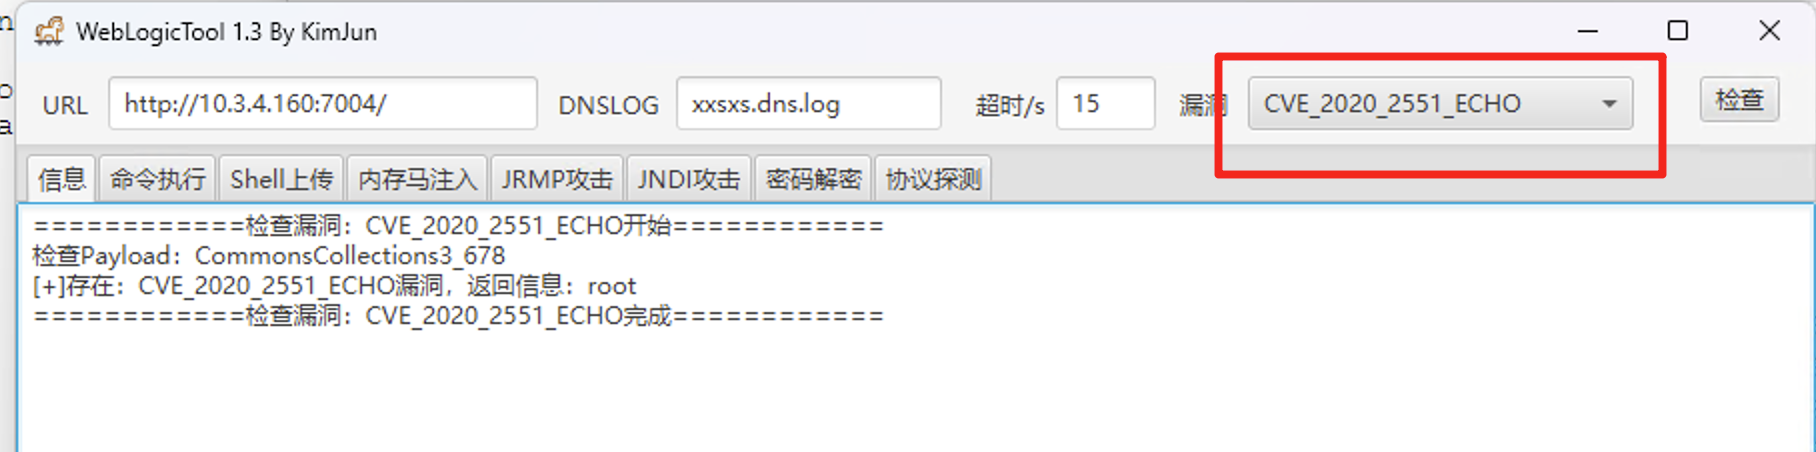 WebLogicTool 1.3 By KimJun
URL http://10.3.4.160:7004/ DNSLOG xxsxs.dns.log 超时/s 15 漏洞 CVE_2020_2551_ECHO 检查
信息 命令执行 Shell上传 内存马注入 JRMP攻击 JNDI攻击 密码解密 协议探测
============检查漏洞：CVE_2020_2551_ECHO开始============
检查Payload：CommonsCollections3_678
[+]存在：CVE_2020_2551_ECHO漏洞，返回信息：root
============检查漏洞：CVE_2020_2551_ECHO完成============